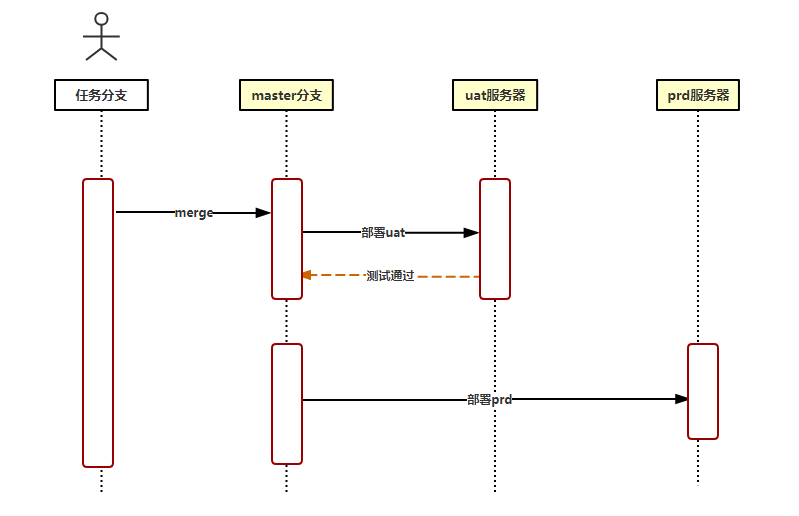 任务分支
master分支
uat服务器
prd服务器
merge
部署uat
测试通过
部署prd